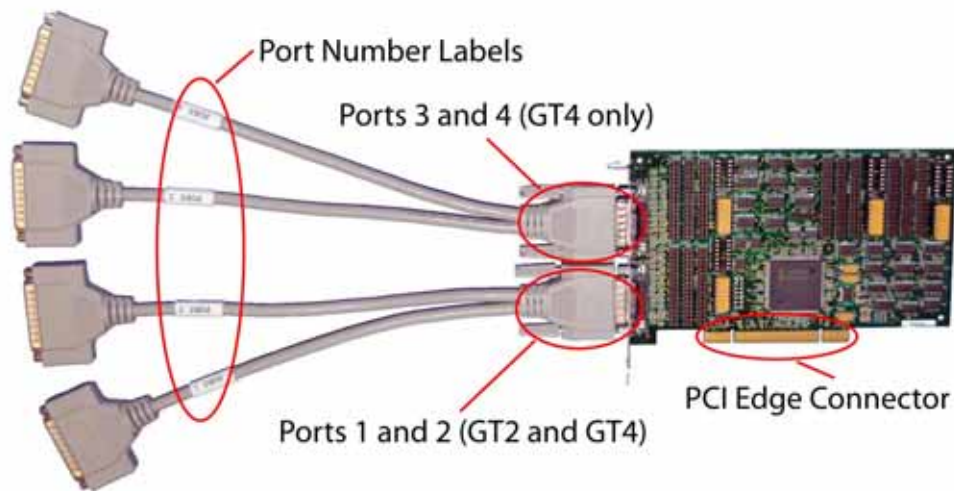 Port Number Labels
Ports 3 and 4 (GT4 only)
PCI Edge Connector
Ports 1 and 2 (GT2 and GT4)